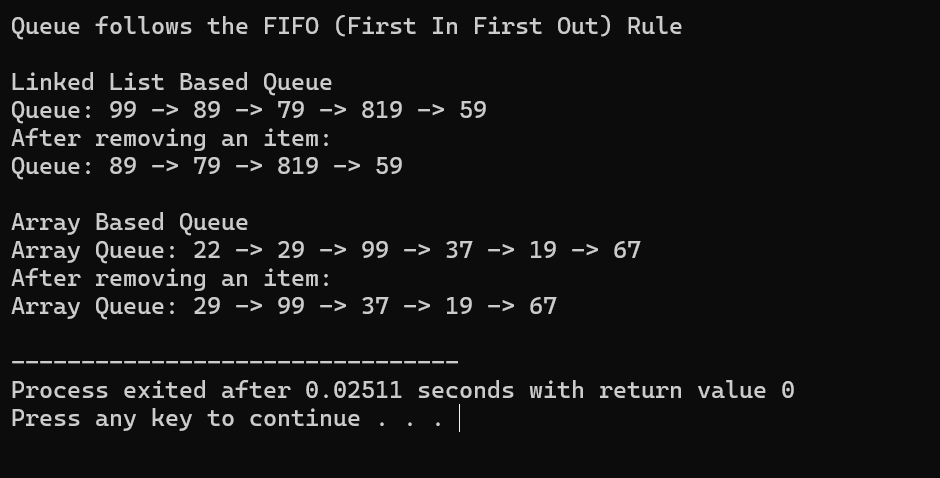 Queue follows the FIFO (First In First Out) Rule
Linked List Based Queue
Queue: 99 -> 89 -> 79 -> 819 -> 59
After removing an item:
Queue: 89 -> 79 -> 819 -> 59
Array Based Queue
Array Queue: 22 -> 29 -> 99 -> 37 -> 19 -> 67
After removing an item:
Array Queue: 29 -> 99 -> 37 -> 19 -> 67
--------------------------------
Process exited after 0.02511 seconds with return value 0
Press any key to continue . . .